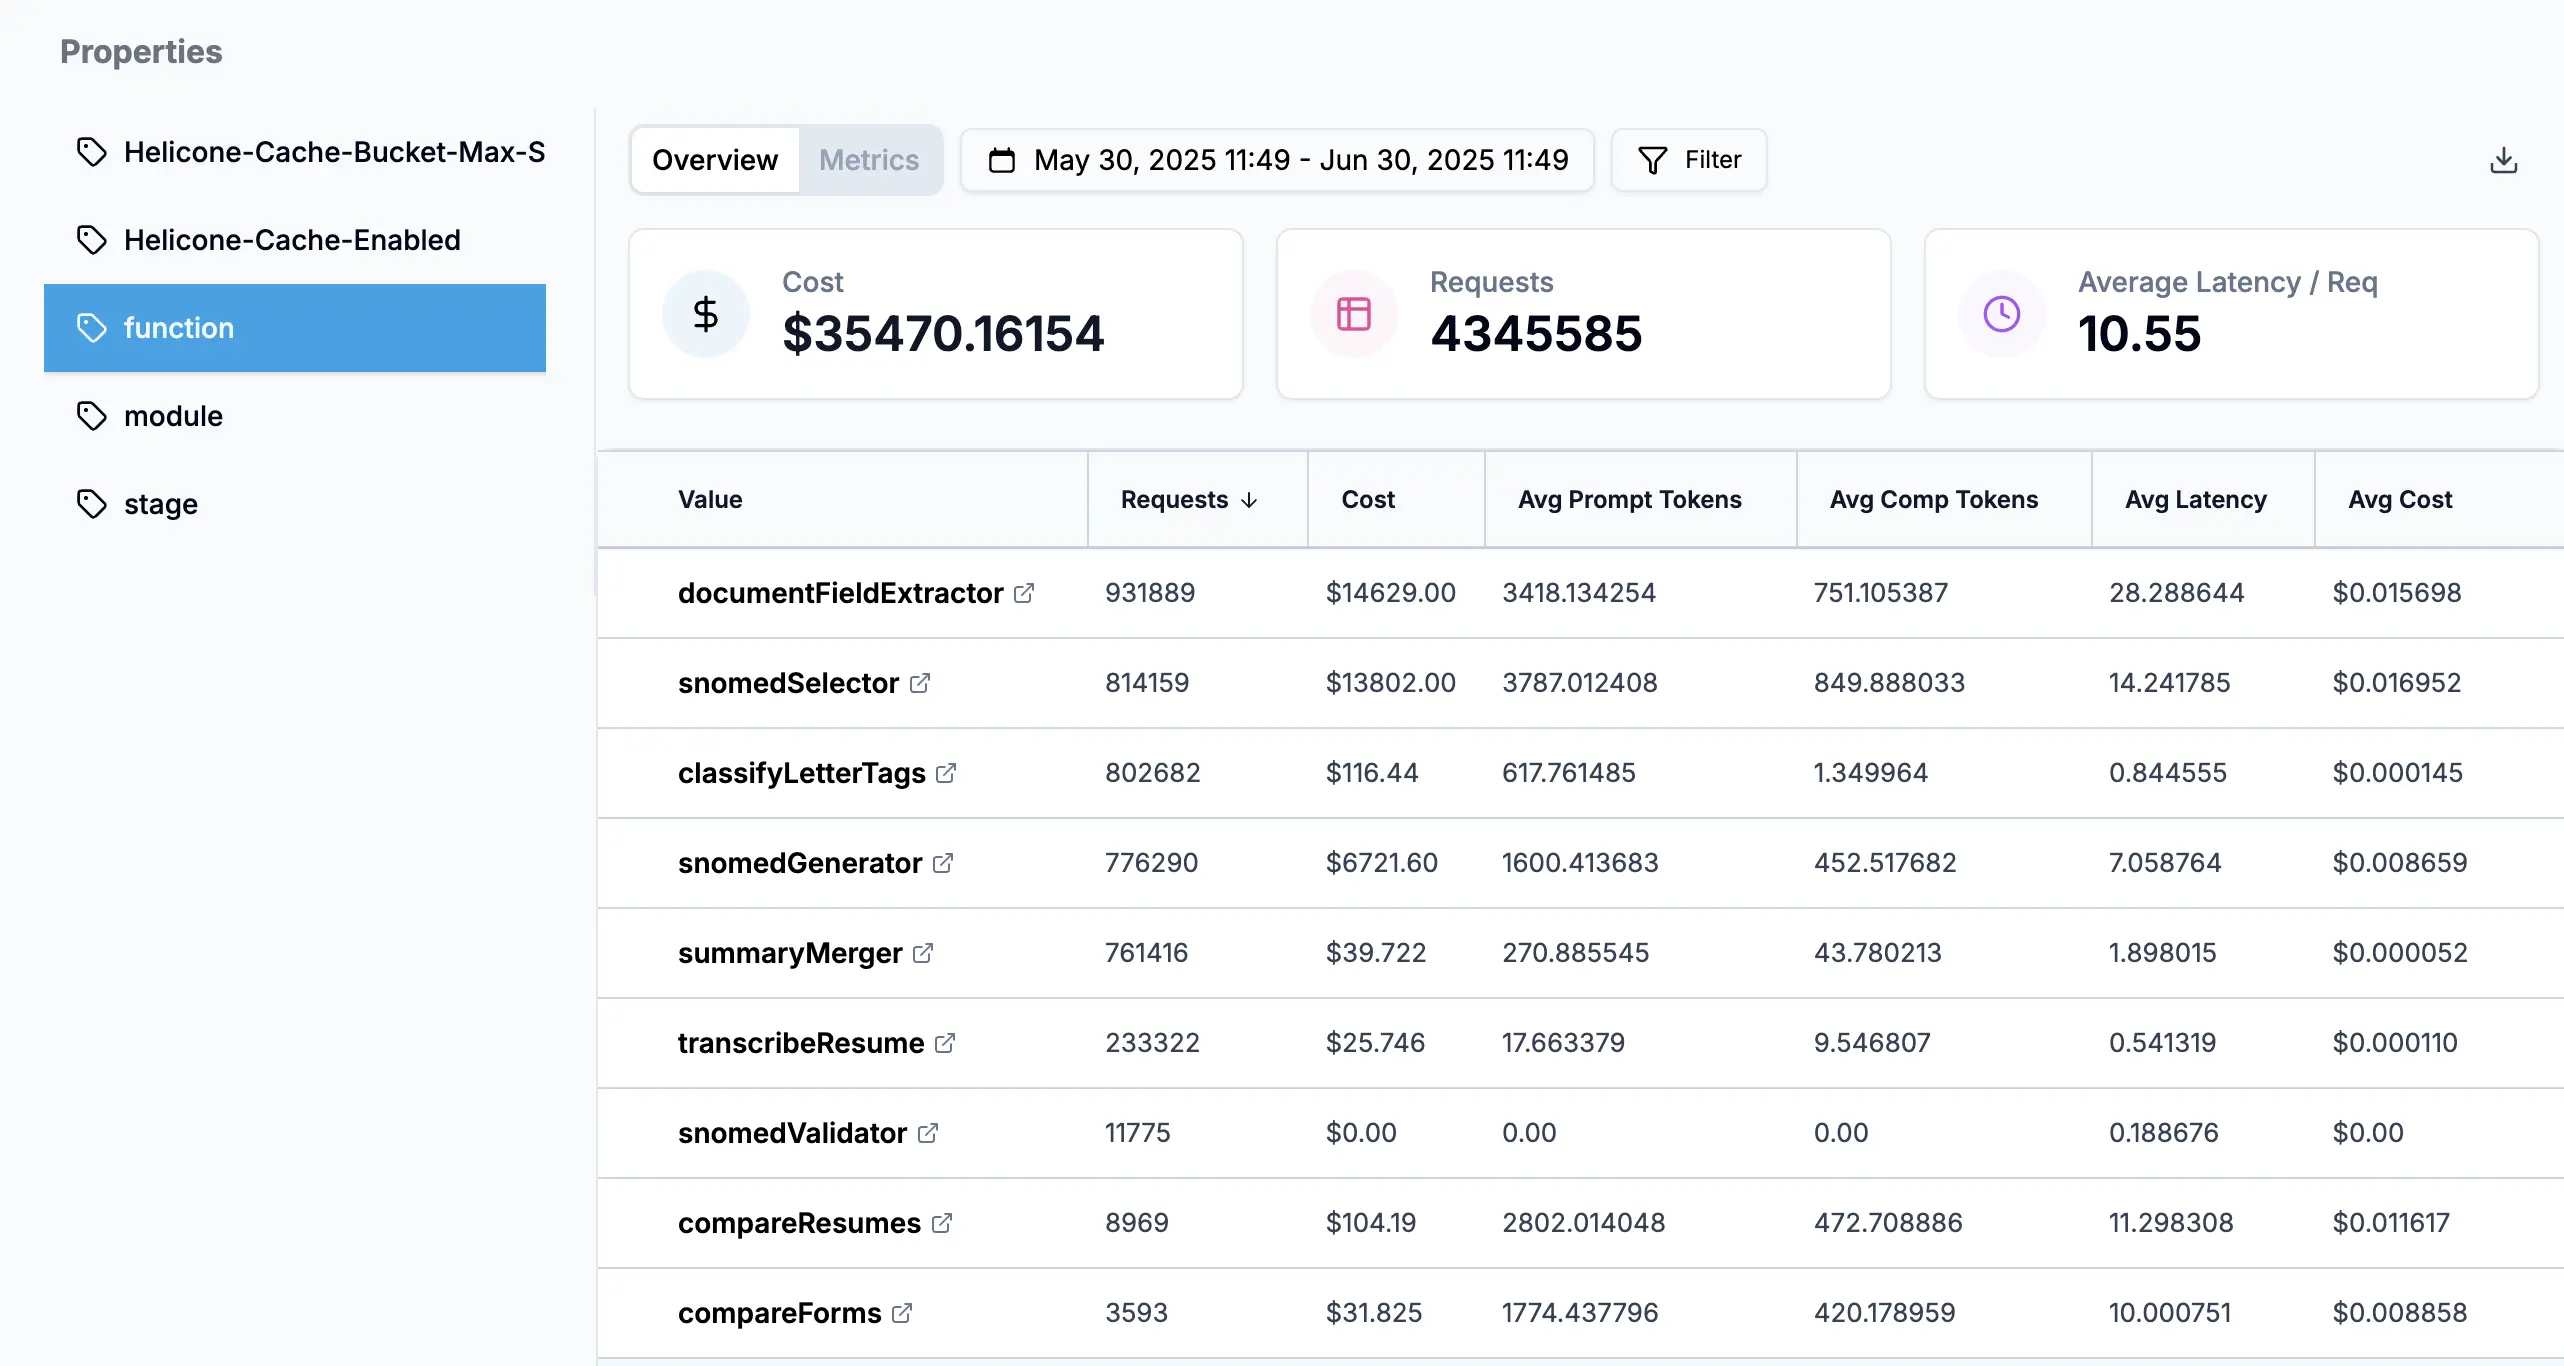 Properties
Helicone-Cache-Bucket-Max-S
Helicone-Cache-Enabled
function
module
stage
Overview Metrics May 30, 2025 11:49 - Jun 30, 2025 11:49 Filter
Cost
$35470.16154
Requests
4345585
Average Latency / Req
10.55
Value Requests ↓ Cost Avg Prompt Tokens Avg Comp Tokens Avg Latency Avg Cost
documentFieldExtractor 931889 $14629.00 3418.134254 751.105387 28.288644 $0.015698
snomedSelector 814159 $13802.00 3787.012408 849.888033 14.241785 $0.016952
classifyLetterTags 802682 $116.44 617.761485 1.349964 0.844555 $0.000145
snomedGenerator 776290 $6721.60 1600.413683 452.517682 7.058764 $0.008659
summaryMerger 761416 $39.722 270.885545 43.780213 1.898015 $0.000052
transcribeResume 233322 $25.746 17.663379 9.546807 0.541319 $0.000110
snomedValidator 11775 $0.00 0.00 0.00 0.188676 $0.00
compareResumes 8969 $104.19 2802.014048 472.708886 11.298308 $0.011617
compareForms 3593 $31.825 1774.437796 420.178959 10.000751 $0.008858